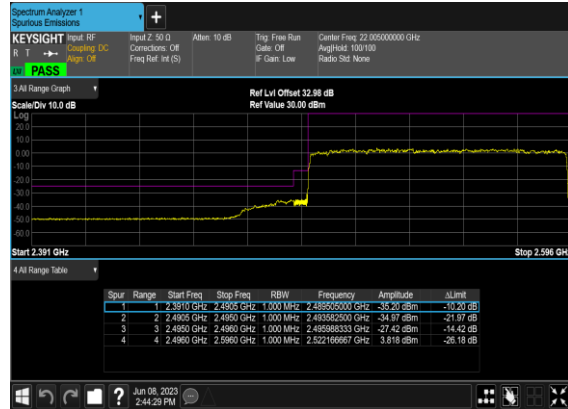 Spectrum Analyzer 1
Spurious Emissions
KEYSIGHT
R T
LW PASS
Input: RF
Coupling: DC
Align: Off
Input Z: 50 Ω
Corrections: Off
Freq Ref: Int (S)
Atten: 10 dB
Trig: Free Run
Gate: Off
IF Gain: Low
Center Freq: 22.005000000 GHz
Avg|Hold: 100/100
Radio Std: None
3 All Range Graph
Scale/Div 10.0 dB
Ref Lvl Offset 32.98 dB
Ref Value 30.00 dBm
Log
20.0
10.0
0.00
-10.0
-20.0
-30.0
-40.0
-50.0
-60.0
Start 2.391 GHz
Stop 2.596 GHz
4 All Range Table
Spur Range Start Freq Stop Freq RBW Frequency Amplitude ΔLimit
1 1 2.3910 GHz 2.4905 GHz 1.000 MHz 2.489505000 GHz -35.20 dBm -10.20 dB
2 2 2.4905 GHz 2.4950 GHz 1.000 MHz 2.493582500 GHz -34.97 dBm -21.97 dB
3 3 2.4950 GHz 2.4960 GHz 1.000 MHz 2.495988333 GHz -27.42 dBm -14.42 dB
4 4 2.4960 GHz 2.5960 GHz 1.000 MHz 2.522166667 GHz 3.818 dBm -26.18 dB
?
Jun 08, 2023
2:44:29 PM